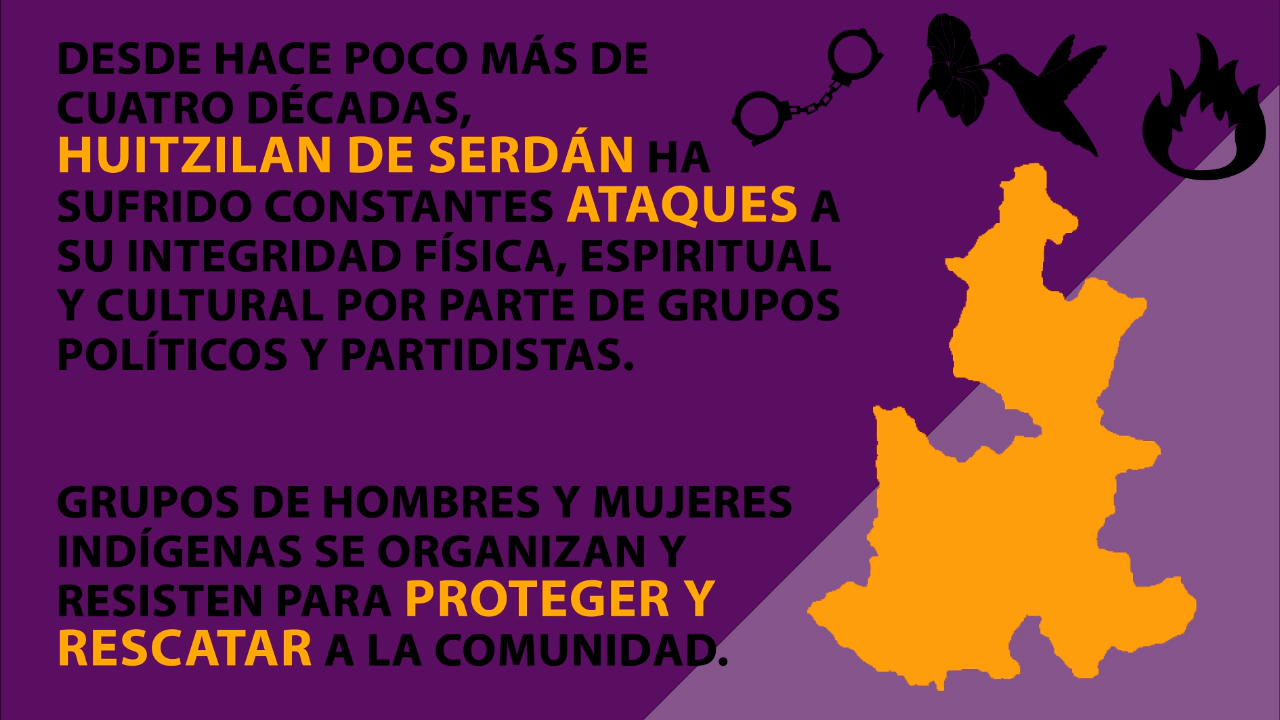 DESDE HACE POCO MÁS DE
CUATRO DÉCADAS,
HUITZILAN DE SERDÁN HA
SUFRIDO CONSTANTES ATAQUES A
SU INTEGRIDAD FÍSICA, ESPIRITUAL
Y CULTURAL POR PARTE DE GRUPOS
POLÍTICOS Y PARTIDISTAS.
GRUPOS DE HOMBRES Y MUJERES
INDÍGENAS SE ORGANIZAN Y
RESISTEN PARA PROTEGER Y
RESCATAR A LA COMUNIDAD.